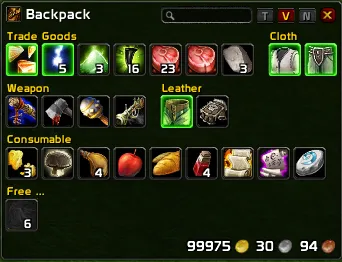 Backpack T V N
Trade Goods Cloth
5 3 16 23 5 3
Weapon Leather
Consumable
3 4 4
Free ...
6
99975 30 94